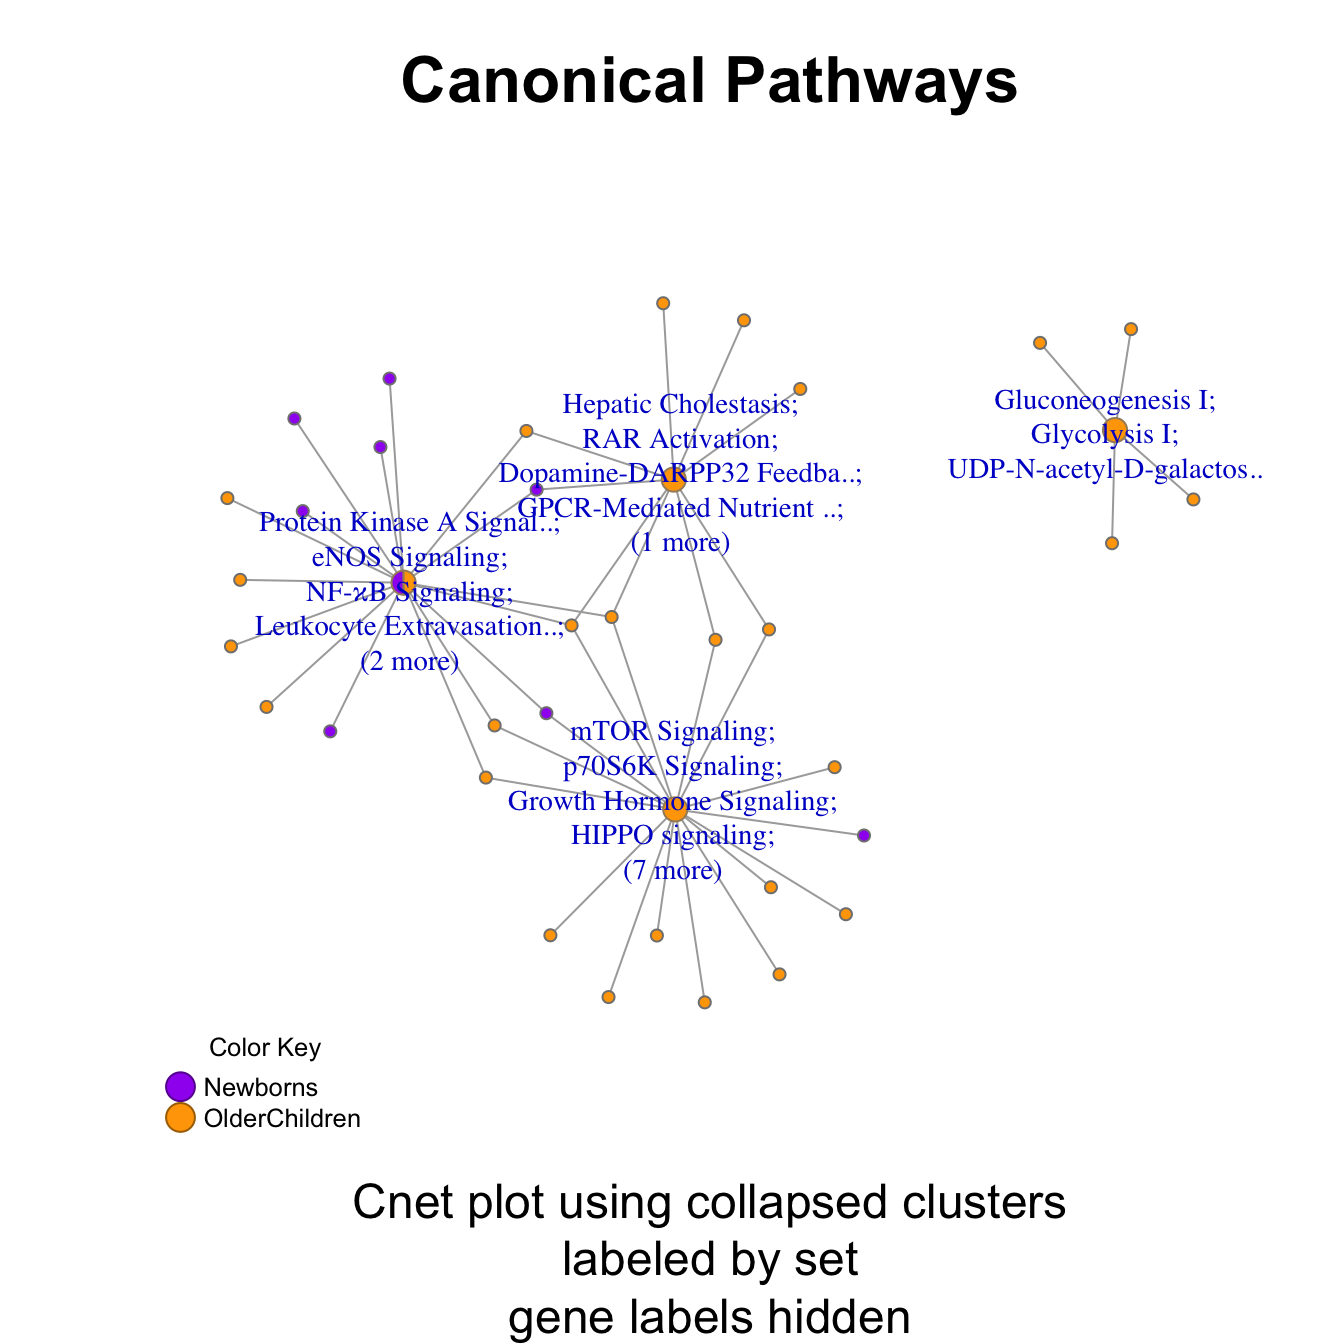 Canonical Pathways
Hepatic Cholestasis;
RAR Activation;
Dopamine-DARPP32 Feedba..;
GPCR-Mediated Nutrient ..;
(1 more)
Gluconeogenesis I;
Glycolysis I;
UDP-N-acetyl-D-galactos..
Protein Kinase A Signal..;
eNOS Signaling;
NF-ϰB Signaling;
Leukocyte Extravasation..;
(2 more)
mTOR Signaling;
p70S6K Signaling;
Growth Hormone Signaling;
HIPPO signaling;
(7 more)
Color Key
Newborns
OlderChildren
Cnet plot using collapsed clusters
labeled by set
gene labels hidden